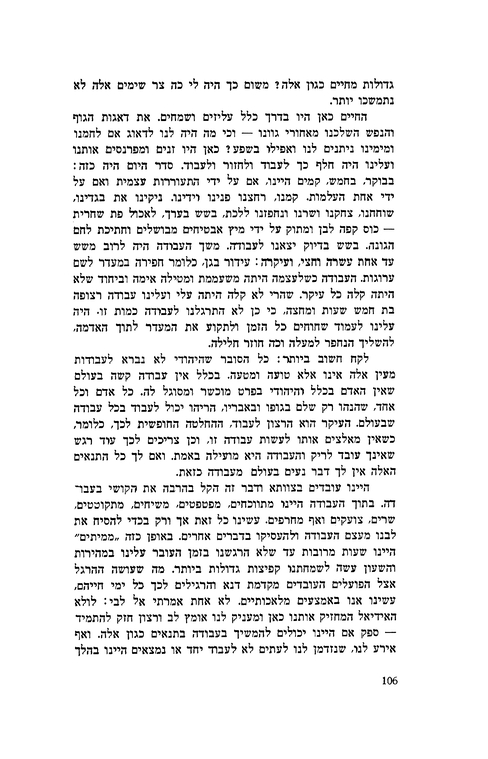 גדולות מחיים כגון אלה? משום כך היה לי כה צר שימים אלה לא
נתמשכו יותר.
החיים כאן היו בדרך כלל עליזים ושמחים. את דאגות הגוף
והנפש השלכנו מאחורי גוונו — וכי מה היה לנו לדאוג אם לחמנו
ומימינו ניתנים לנו ואפילו בשפע? כאן היו זנים ומפרנסים אותנו
ועלינו היה חלף כך לעבוד ולחזור ולעבוד. סדר היום היה כזה:
בבוקר, בחמש, קמים היינו, אם על ידי התעוררות עצמית ואם על
ידי אחת העלמות. קמנו, רחצנו פנינו וידינו, ניקינו את בגדינו,
שוחחנו, צחקנו ושרנו ונחפזנו ללכת, בשש בערך, לאכול פת שחרית
— כוס קפה לבן ומתוק על ידי מיץ אבטיחים מבושלים וחתיכת לחם
הגונה. בשש בדיוק יצאנו לעבודה. משך העבודה היה לרוב משש
עד אחת עשרה וחצי, ועיקרה: עידור בגן, כלומר חפירה במעדר לשם
ערוגות. העבודה כשלעצמה היתה משעממת ומטילה אימה וביחוד שלא
היתה קלה כל עיקר. שהרי לא קלה היתה עלי ועלינו עבודה רצופה
בת חמש שעות ומחצה, כי כן לא התרגלנו לעבודה כמות זו. היה
עלינו לעמוד שחוחים כל הזמן ולתקוע את המעדר לתוך האדמה,
להשליך הנחפר למעלה וכה חוזר חלילה.
לקח חשוב ביותר: כל הסובר שהיהודי לא נברא לעבודות
מעין אלה אינו אלא טועה ומטעה. בכלל אין עבודה קשה בעולם
שאין האדם בכלל והיהודי בפרט מוכשר ומסוגל לה. כל אדם וכל
אחד, שהנהו רק שלם בגופו ובאבריו, הריהו יכול לעבוד בכל עבודה
שבעולם. העיקר הוא הרצון לעבוד, ההחלטה החופשית לכך, כלומר,
כשאין מאלצים אותו לעשות עבודה זו, וכן צריכים לכך עוד רגש
שאינך עובד לריק והעבודה היא מועילה באמת. ואם לך כל התנאים
האלה אין לך דבר נעים בעולם מעבודה כזאת.
היינו עובדים בצוותא ודבר זה הקל בהרבה את הקושי בעבו־
דה. בתוך העבודה היינו מתווכחים, מפטפטים, משיחים, מתקוטטים,
שרים, צועקים ואף מחרפים. עשינו כל זאת אך ורק בכדי להסיח את
לבנו מעצם העבודה ולהעסיקו בדברים אחרים. באופן כזה „ממיתים"
היינו שעות מרובות עד שלא הרגשנו בזמן העובר עלינו במהירות
והשעון עשה לשמחתנו קפיצות גדולות ביותר. מה שעושה ההרגל
אצל הפועלים העובדים מקדמת דנא והרגילים לכך כל ימי חייהם,
עשינו אנו באמצעים מלאכותיים. לא אחת אמרתי אל לבי: לולא
האידיאל המחזיק אותנו כאן ומעניק לנו אומץ לב ורצון חזק להתמיד
— ספק אם היינו יכולים להמשיך בעבודה בתנאים כגון אלה. ואף
אירע לנו, שנזדמן לנו לעתים לא לעבוד יחד או נמצאים היינו בהלך
106